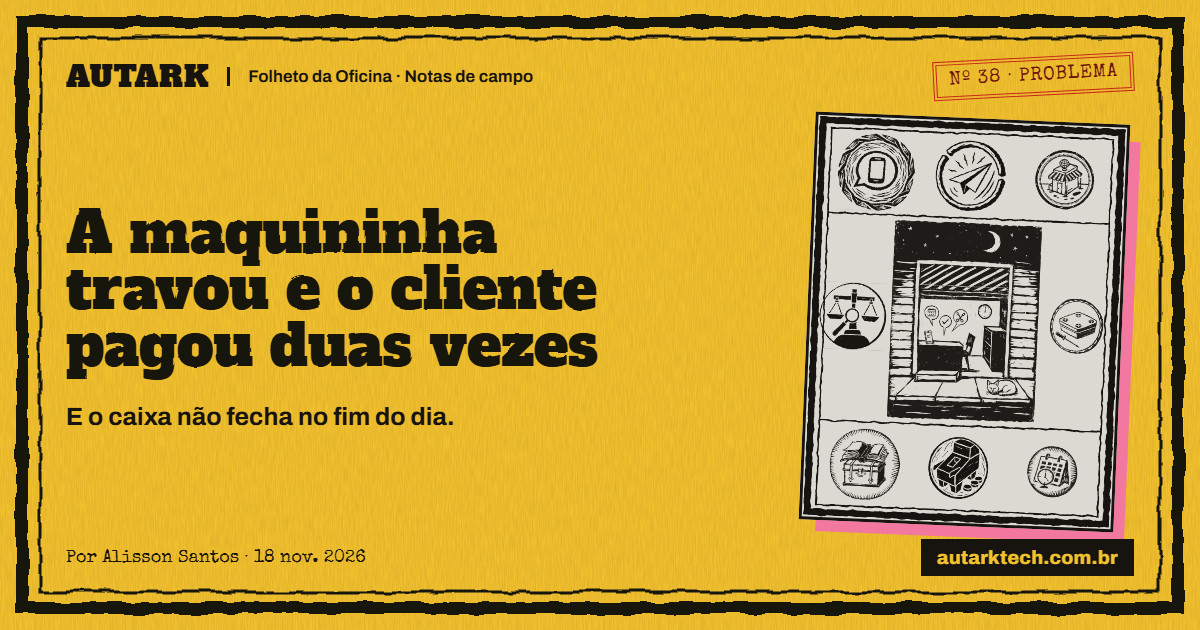 AUTARK | Folheto da Oficina · Notas de campo
Nº 38 · PROBLEMA
A maquininha
travou e o cliente
pagou duas vezes
E o caixa não fecha no fim do dia.
Por Alisson Santos · 18 nov. 2026
autarktech.com.br